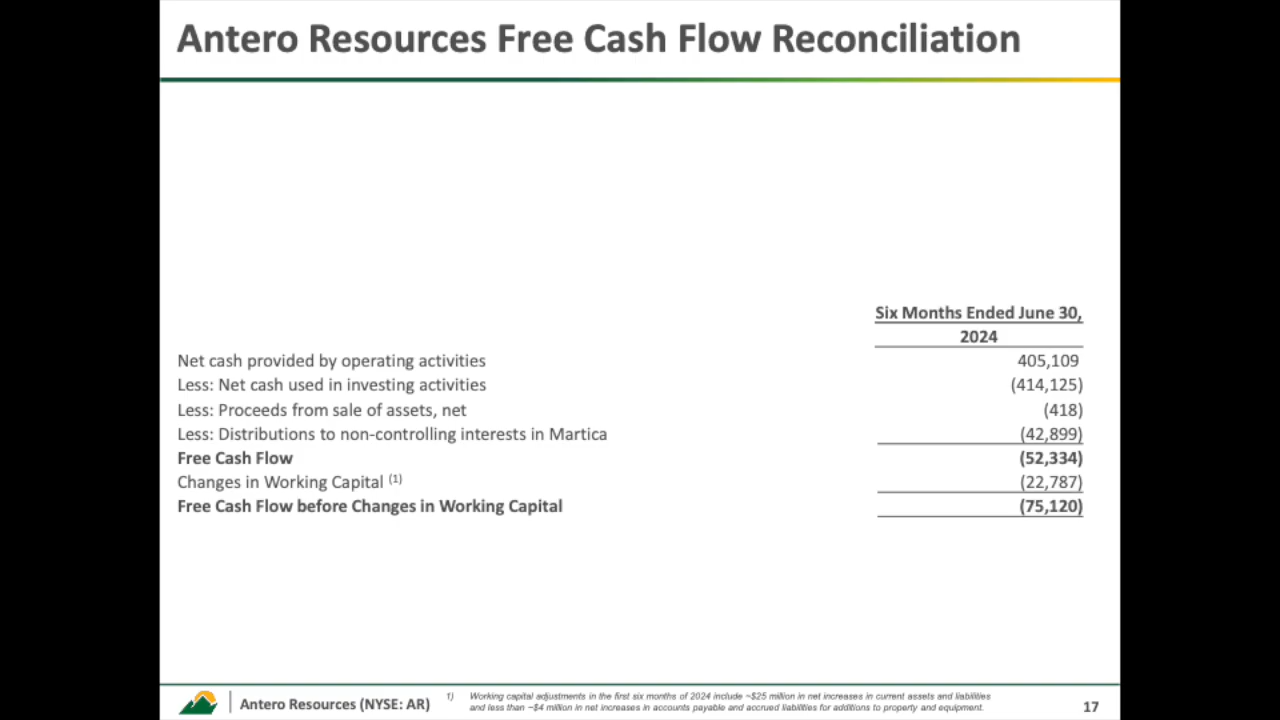 Antero Resources Free Cash Flow Reconciliation
Six Months Ended June 30,
2024
Net cash provided by operating activities 405,109
Less: Net cash used in investing activities (414,125)
Less: Proceeds from sale of assets, net (418)
Less: Distributions to non-controlling interests in Martica (42,899)
Free Cash Flow (52,334)
Changes in Working Capital (1) (22,787)
Free Cash Flow before Changes in Working Capital (75,120)
Antero Resources (NYSE: AR)
1) Working capital adjustments in the first six months of 2024 include ~$25 million in net increases in current assets and liabilities
and less than ~$4 million in net increases in accounts payable and accrued liabilities for additions to property and equipment.
17